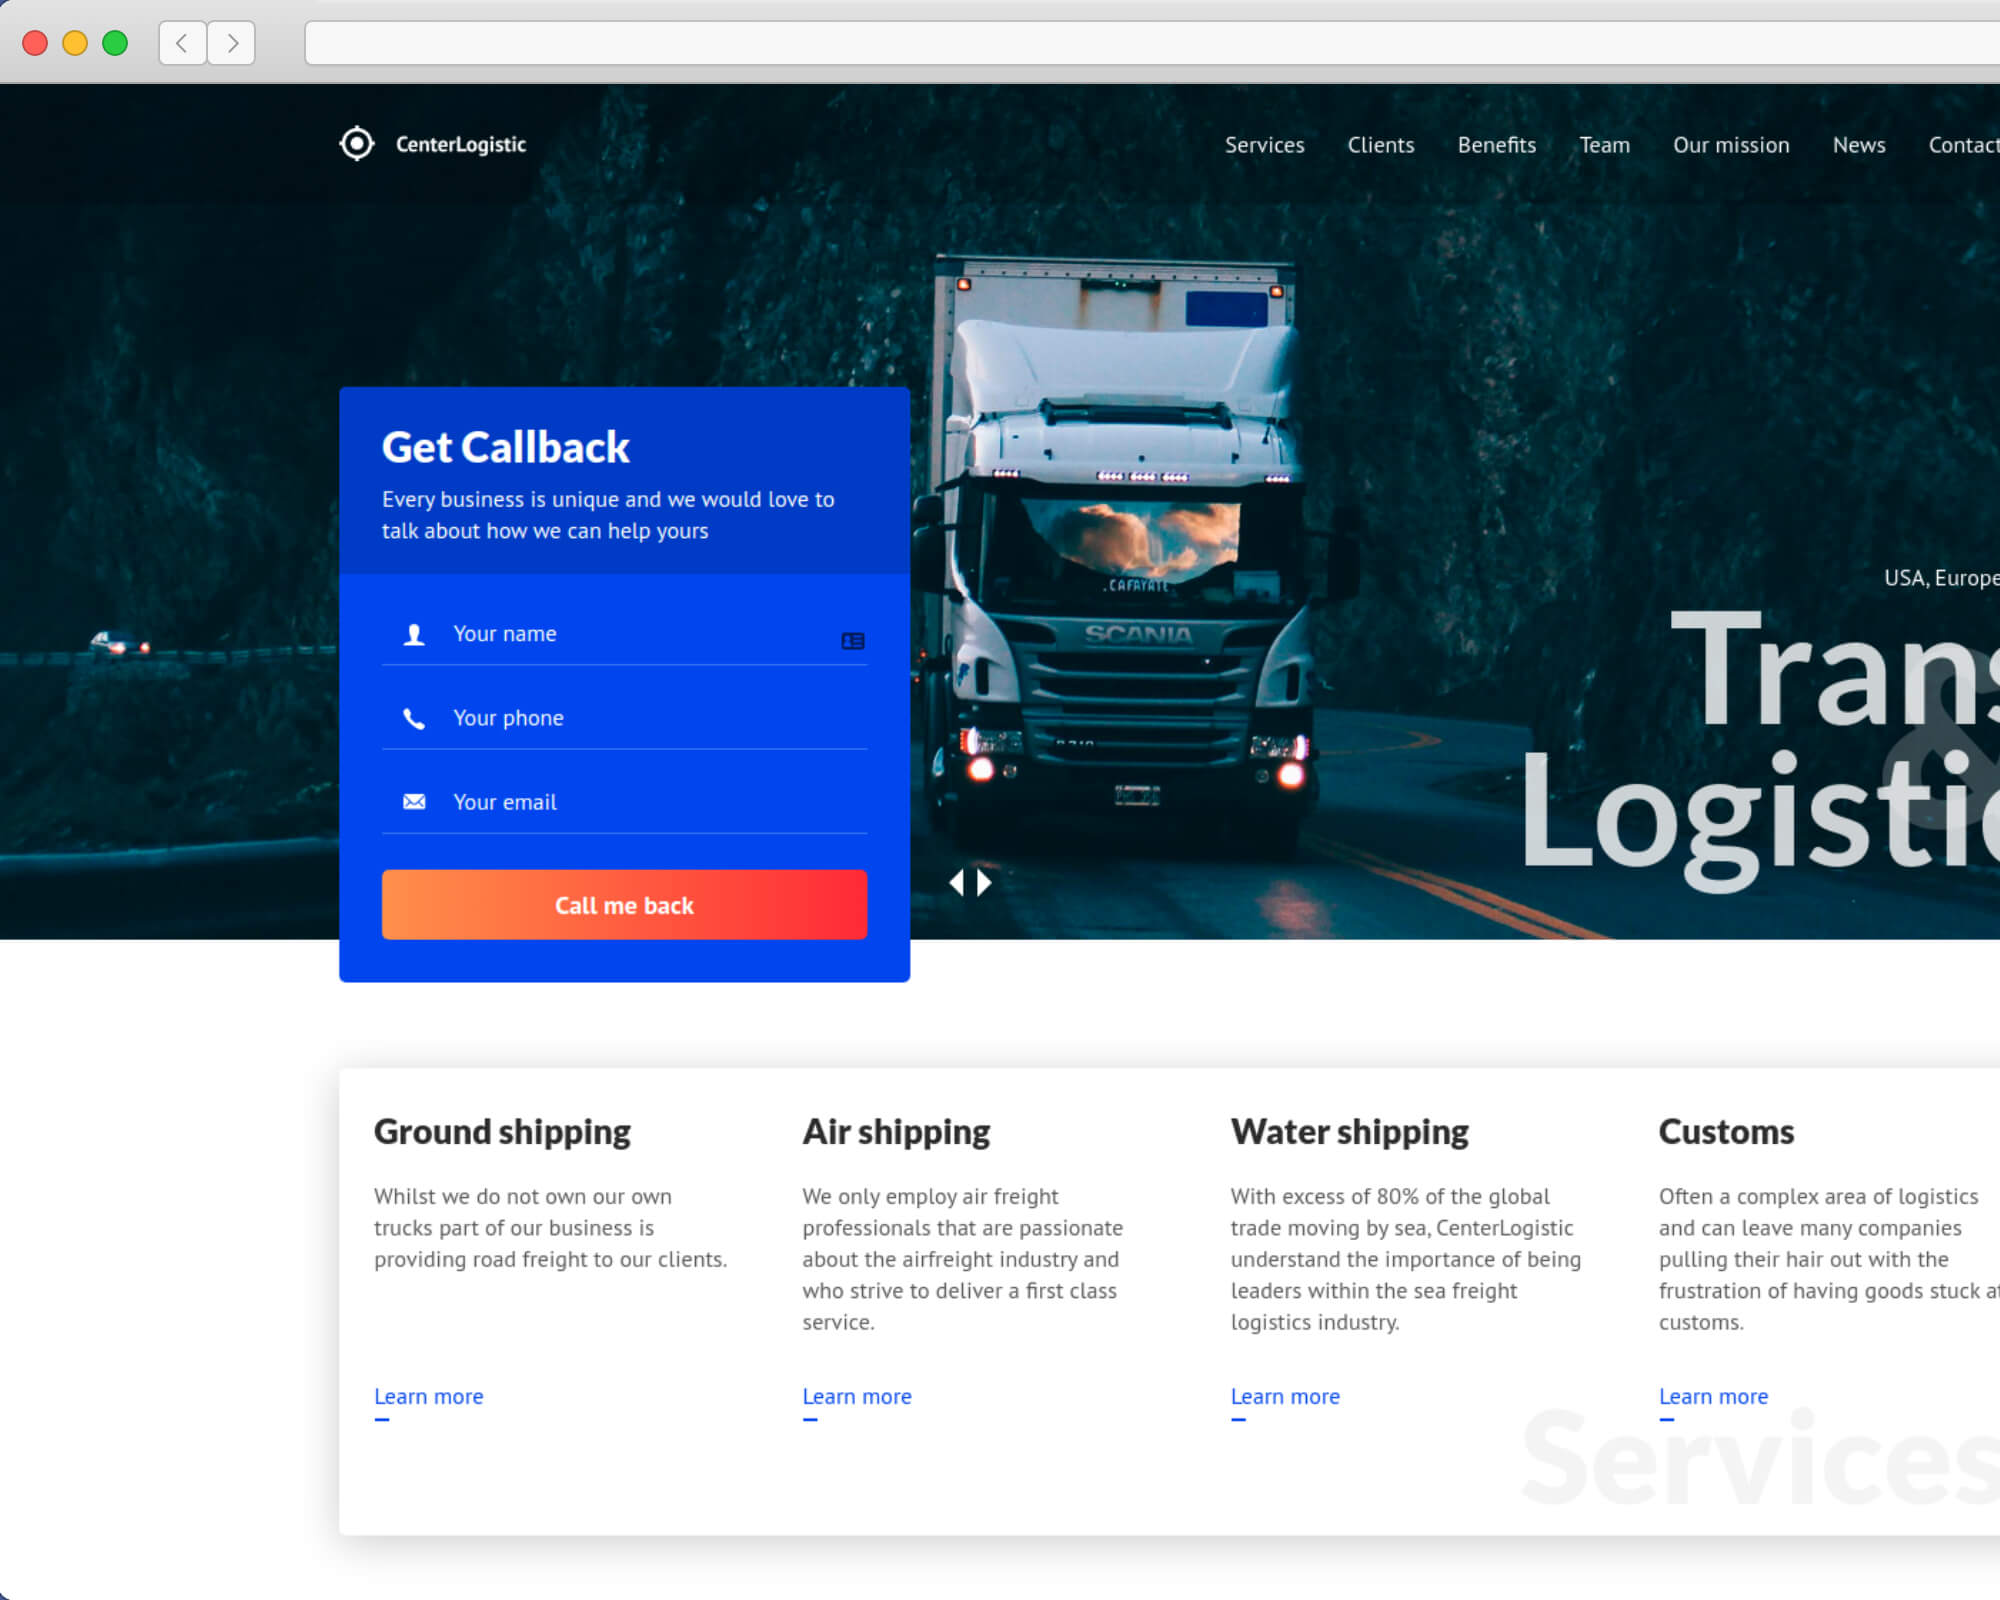 CenterLogistic
Services Clients Benefits Team Our mission News Contact
Get Callback
Every business is unique and we would love to
talk about how we can help yours
Your name
Your phone
Your email
Call me back
CAFAYATE
SCANIA
USA, Europe
Trans
&
Logistic
Ground shipping
Whilst we do not own our own
trucks part of our business is
providing road freight to our clients.
Learn more
Air shipping
We only employ air freight
professionals that are passionate
about the airfreight industry and
who strive to deliver a first class
service.
Learn more
Water shipping
With excess of 80% of the global
trade moving by sea, CenterLogistic
understand the importance of being
leaders within the sea freight
logistics industry.
Learn more
Customs
Often a complex area of logistics
and can leave many companies
pulling their hair out with the
frustration of having goods stuck at
customs.
Learn more
Services